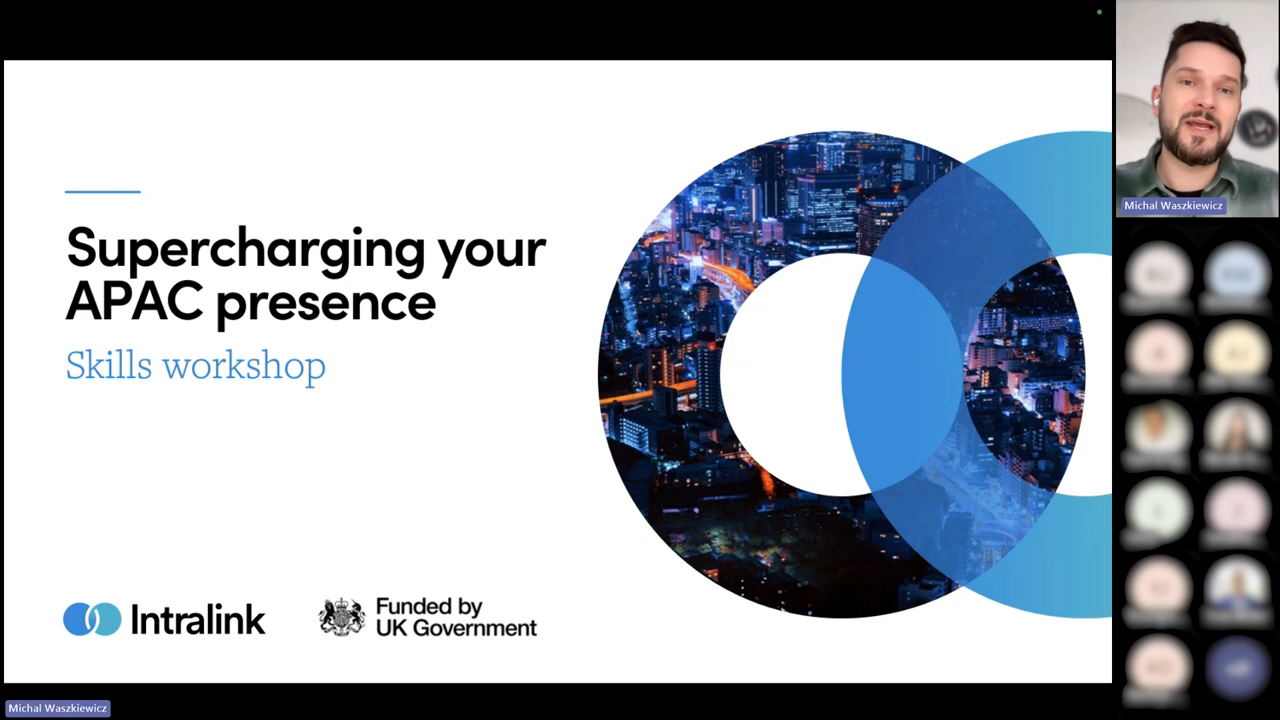 Supercharging your
APAC presence
Skills workshop
Intralink
Funded by
UK Government
Michal Waszkiewicz
Michal Waszkiewicz